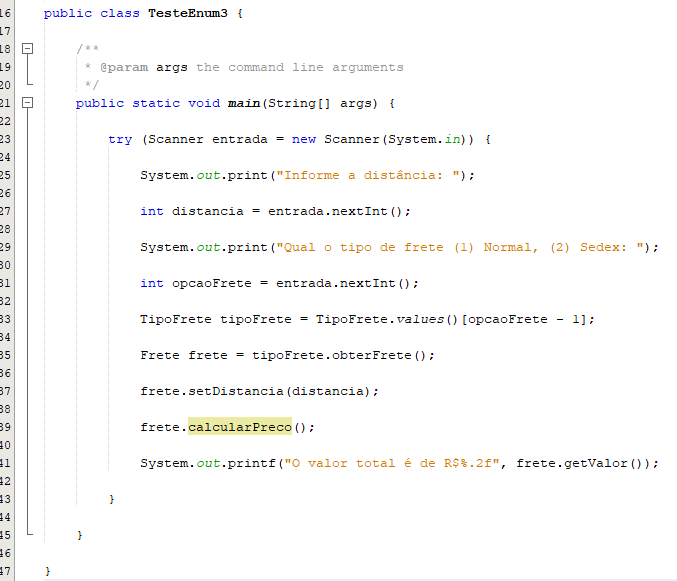 16 public class TesteEnum3 {
17
18 /**
19 * @param args the command line arguments
20 */
21 public static void main(String[] args) {
22
23 try (Scanner entrada = new Scanner(System.in)) {
24
25 System.out.print("Informe a distância: ");
26
27 int distancia = entrada.nextInt();
28
29 System.out.print("Qual o tipo de frete (1) Normal, (2) Sedex: ");
30
31 int opcaoFrete = entrada.nextInt();
32
33 TipoFrete tipoFrete = TipoFrete.values()[opcaoFrete - 1];
34
35 Frete frete = tipoFrete.obterFrete();
36
37 frete.setDistancia(distancia);
38
39 frete.calcularPreco();
40
41 System.out.printf("O valor total é de R$%.2f", frete.getValor());
42
43 }
44
45 }
46
47 }